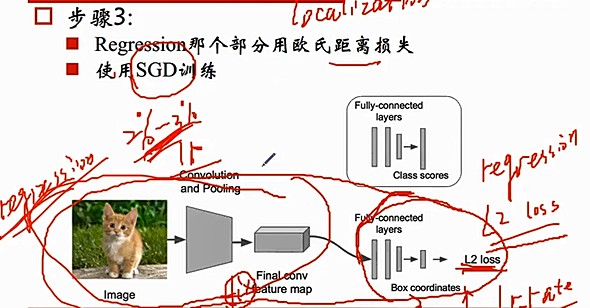 localization
步骤3:
Regression那个部分用欧氏距离损失
使用SGD训练
Fully-connected
layers
Class scores
Convolution
and Pooling
regression
regression
L2 loss
Fully-connected
layers
L2 loss
Final conv
feature map
Box coordinates
Image